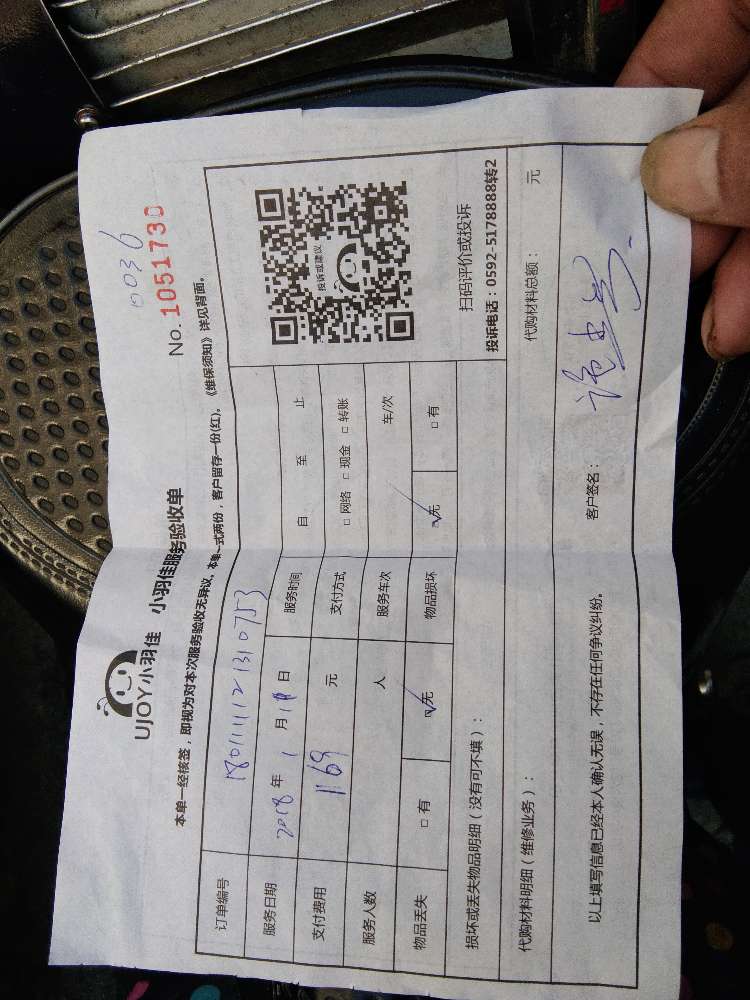 0036
No. 1051730
UJOY小羽佳 小羽佳服务验收单
本单一经核签，即视为对本次服务验收无异议，本单一式两份，客户留存一份(红)。《维保须知》详见背面。
订单编号 180111121310753
服务日期 2018年 1月11日 服务时间 自 至 止
支付费用 169 元 支付方式 □ 网络 □ 现金 □ 转账
服务人数 人 服务车次 车/次
物品丢失 □ 有 ☑无 物品损坏 ☑无 □ 有
投诉或建议
扫码评价或投诉
投诉电话：0592-5178888转2
损坏或丢失物品明细（没有可不填）：
代购材料明细（维修业务）： 代购材料总额： 元
以上填写信息已经本人确认无误，不存在任何争议纠纷。 客户签名：